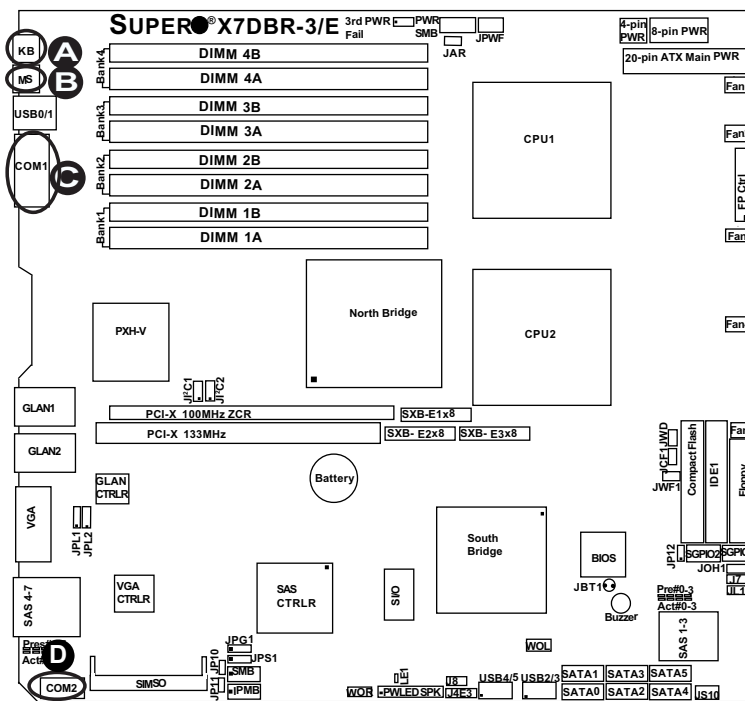 SUPER®X7DBR-3/E
3rd PWR Fail
PWR SMB
JPWF
JAR
4-pin PWR
8-pin PWR
20-pin ATX Main PWR
KB
A
MS
B
USB0/1
COM1
C
Bank4
DIMM 4B
DIMM 4A
Bank3
DIMM 3B
DIMM 3A
Bank2
DIMM 2B
DIMM 2A
Bank1
DIMM 1B
DIMM 1A
CPU1
Fan
Fan
FP Ctrl
Fan
Fan
North Bridge
CPU2
PXH-V
JI²C1
JI²C2
GLAN1
PCI-X 100MHz ZCR
SXB-E1x8
PCI-X 133MHz
SXB- E2x8
SXB- E3x8
GLAN2
GLAN CTRLR
Battery
JWD
JCF1
JWF1
Compact Flash
IDE1
Fan
Floppy
VGA
JPL1
JPL2
South Bridge
BIOS
JP12
SGPIO2
SGPIO
JOH1
J7
JL1
VGA CTRLR
SAS CTRLR
SIO
JBT1
Buzzer
Pre#0-3
Act#0-3
SAS 1-3
SAS 4-7
Pres#
Act#
D
COM2
SIMSO
JPG1
JPS1
JP10
JP11
SMB
IPMB
WOL
WOR
LE1
PWLED SPK
J8
J4E3
USB4/5
USB2/3
SATA1
SATA3
SATA5
SATA0
SATA2
SATA4
JS10